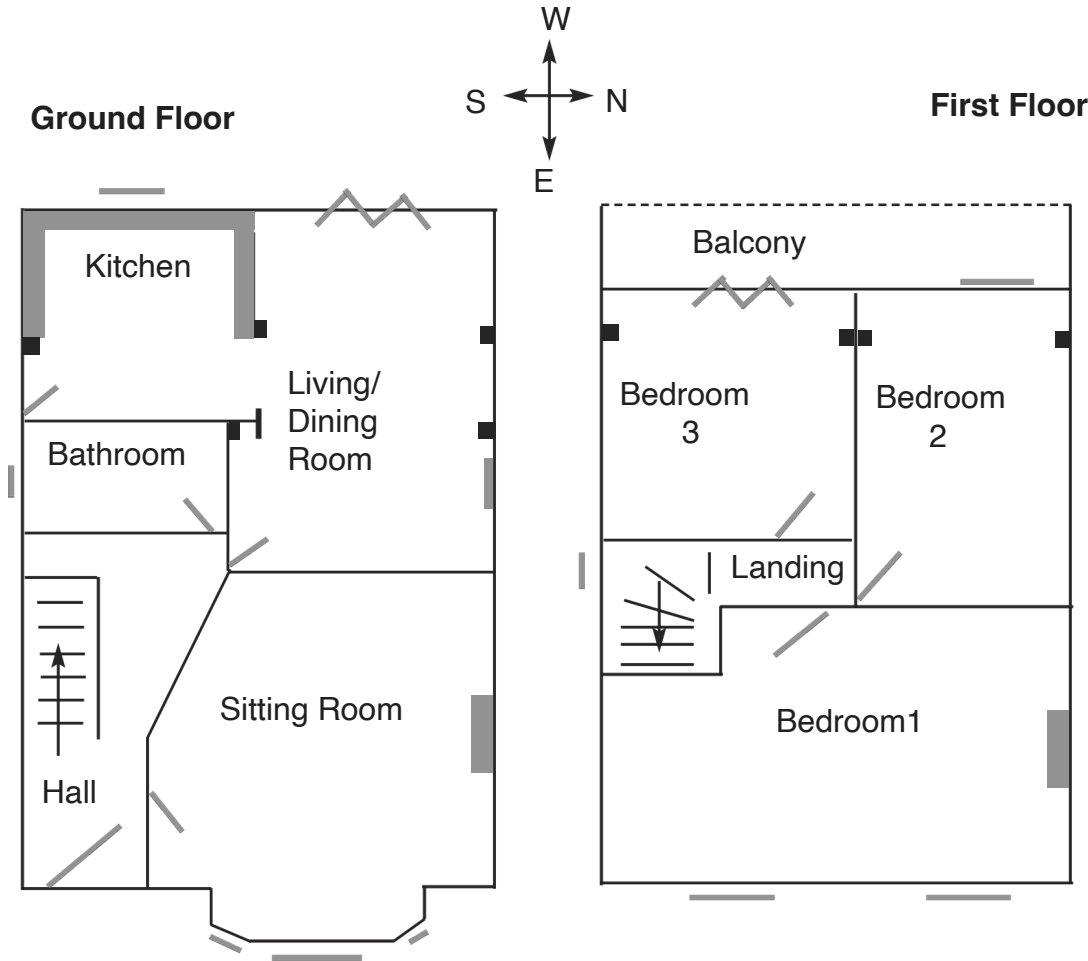 W
S
N
E
Ground Floor
First Floor
Kitchen
Living/
Dining
Room
Bathroom
Sitting Room
Hall
Balcony
Bedroom
3
Bedroom
2
Landing
Bedroom1